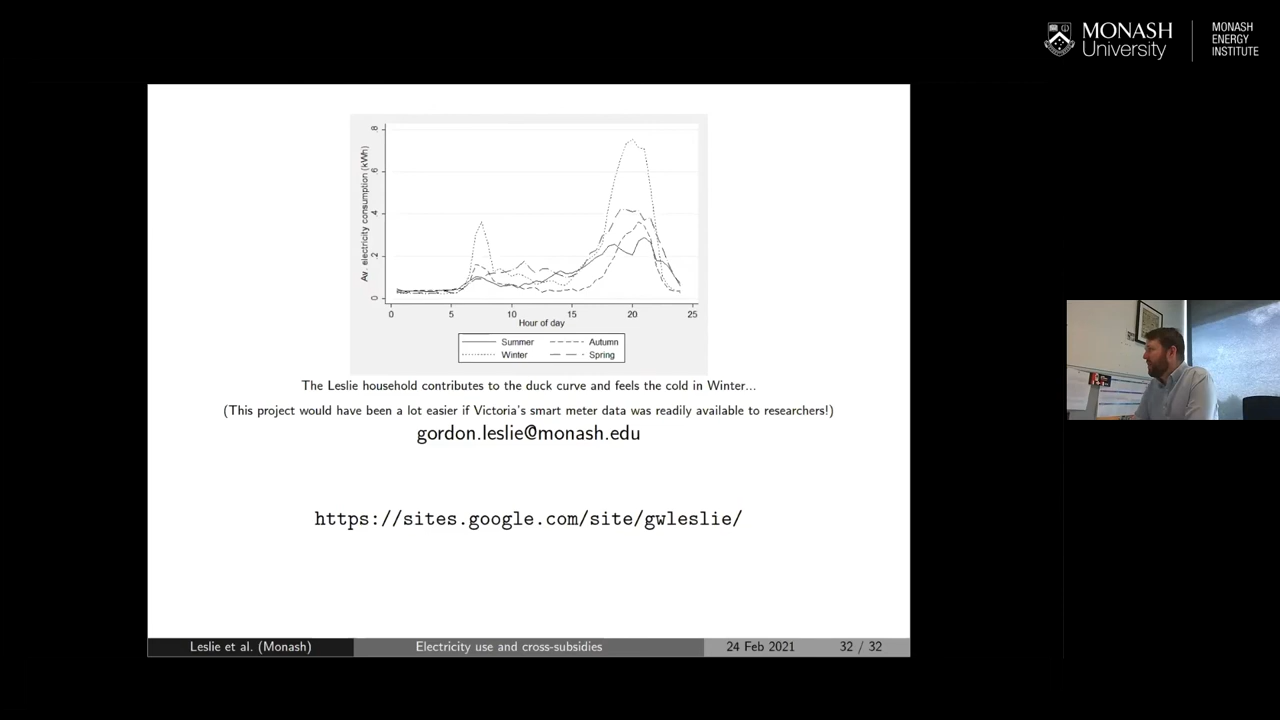 MONASH
University
MONASH
ENERGY
INSTITUTE
.8
.6
.4
.2
0
Av. electricity consumption (kWh)
0 5 10 15 20 25
Hour of day
Summer Autumn
Winter Spring
The Leslie household contributes to the duck curve and feels the cold in Winter...
(This project would have been a lot easier if Victoria's smart meter data was readily available to researchers!)
gordon.leslie@monash.edu
https://sites.google.com/site/gwleslie/
Leslie et al. (Monash) Electricity use and cross-subsidies 24 Feb 2021 32 / 32